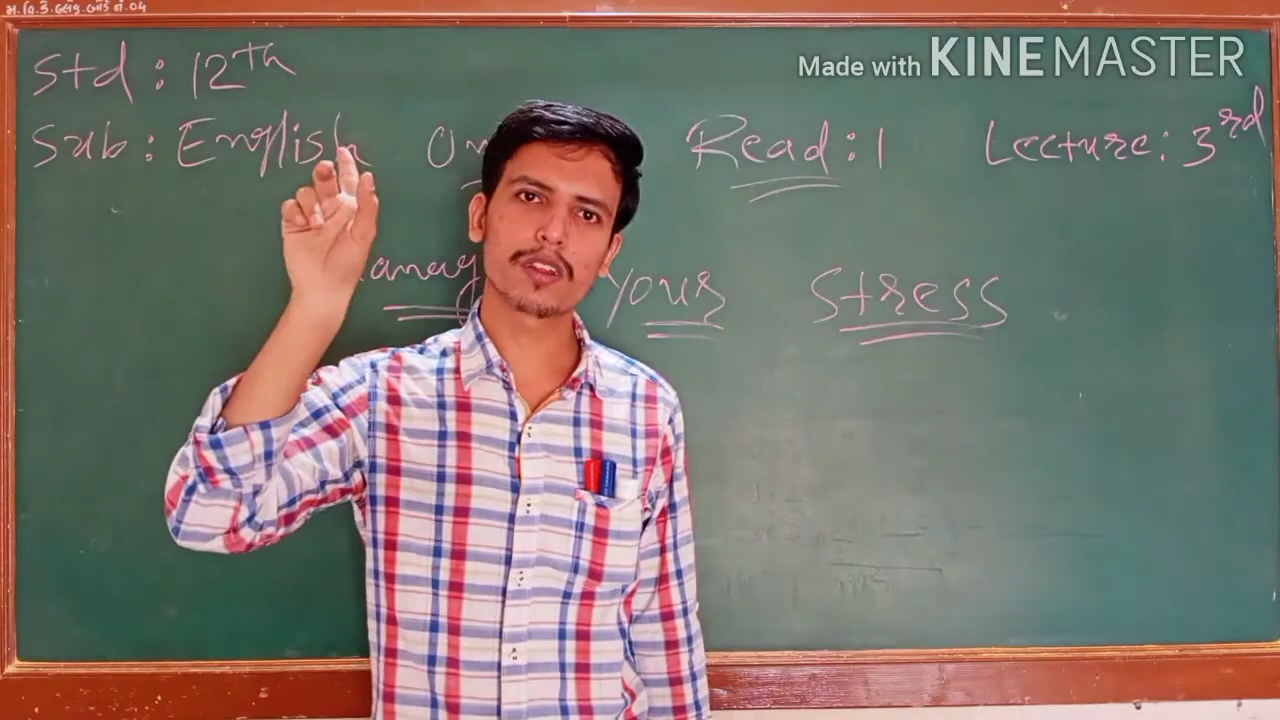 Made with KINEMASTER
Std : 12th
Sub : English Read : 1 Lecture : 3rd
your stress